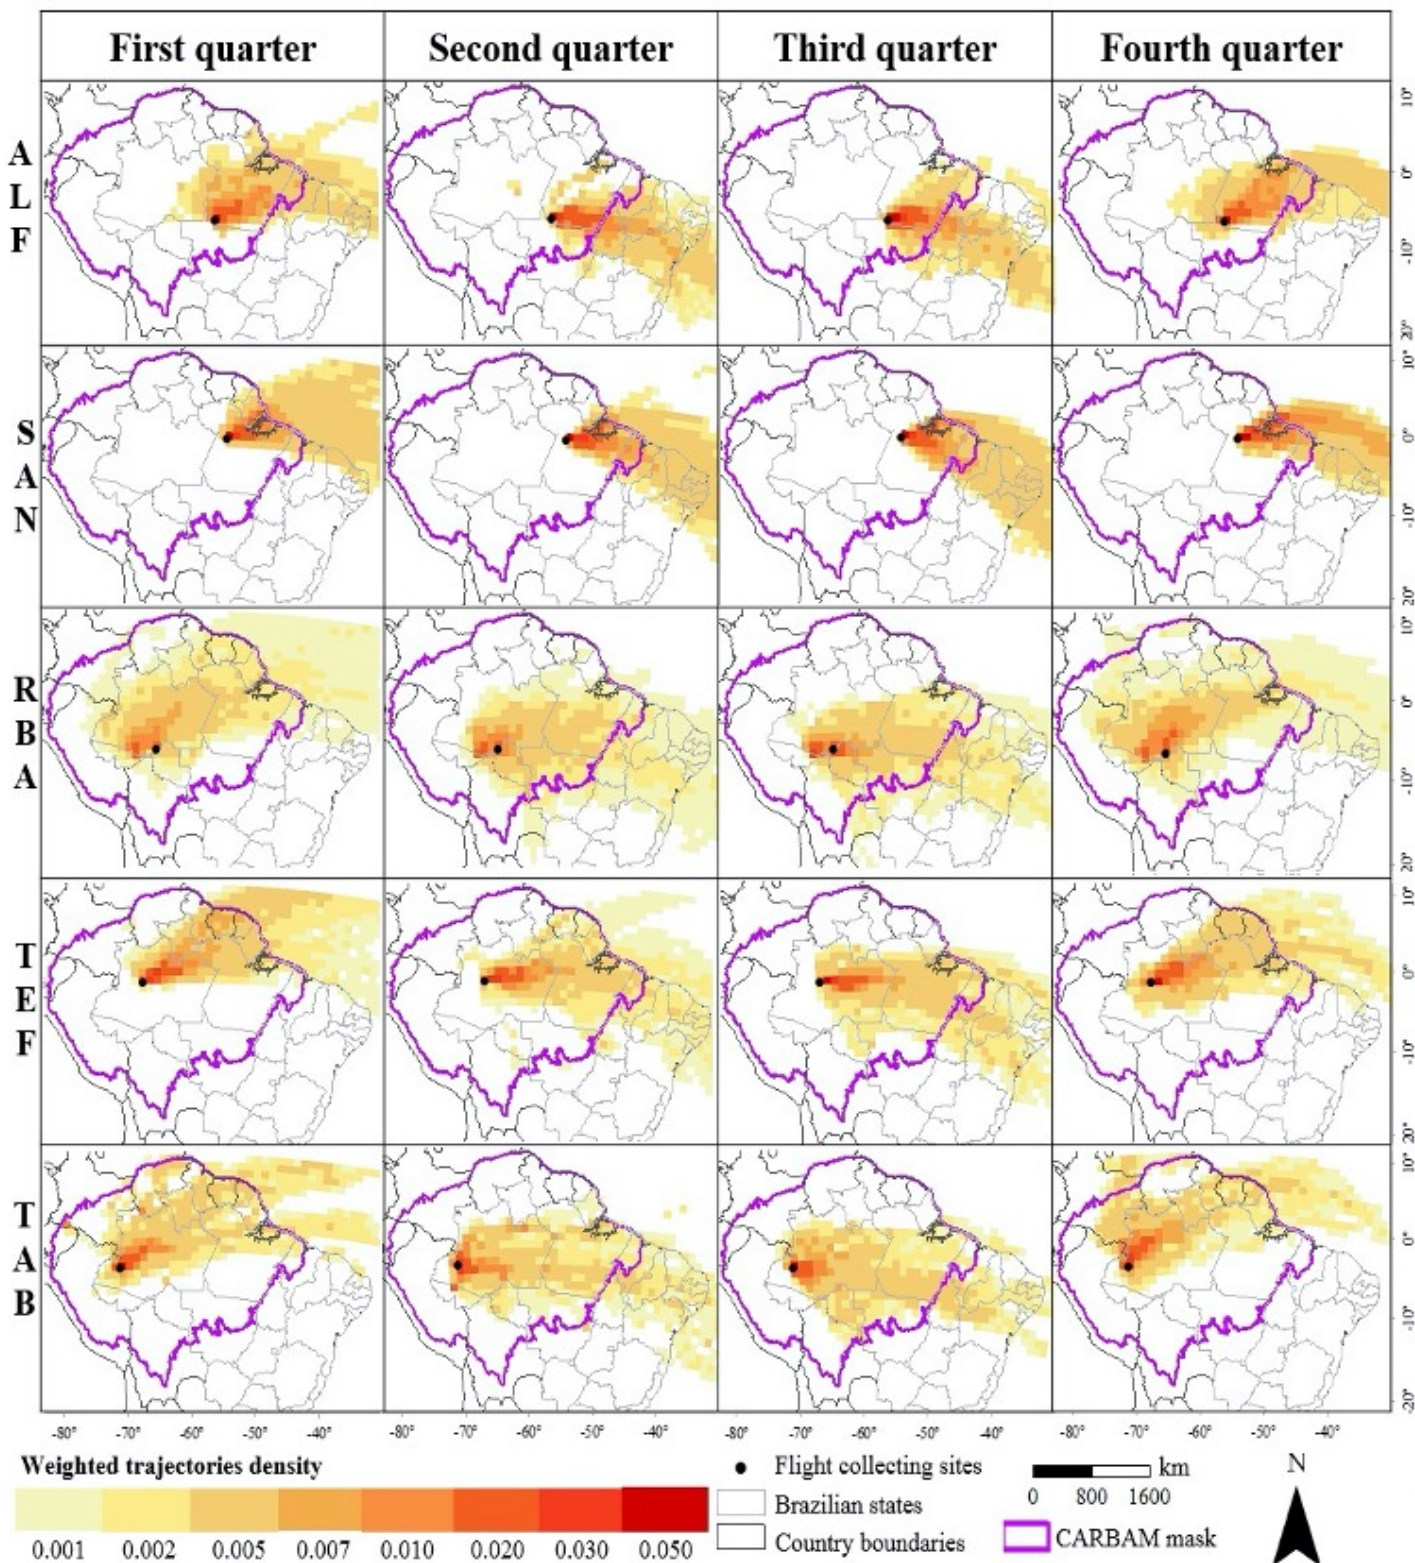 First quarter Second quarter Third quarter Fourth quarter
A
L
F
10°
0°
-10°
20°
S
A
N
10°
0°
-10°
20°
R
B
A
10°
0°
-10°
20°
T
E
F
10°
0°
-10°
20°
T
A
B
10°
0°
-10°
-20°
-80° -70° -60° -50° -40° -80° -70° -60° -50° -40° -80° -70° -60° -50° -40° -80° -70° -60° -50° -40°
Weighted trajectories density
0.001 0.002 0.005 0.007 0.010 0.020 0.030 0.050
Flight collecting sites
Brazilian states
Country boundaries
km
0 800 1600
CARBAM mask
N